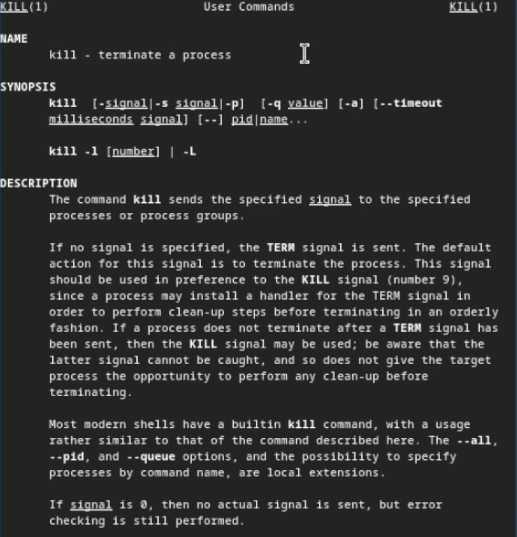 KILL(1) User Commands KILL(1)
NAME
kill - terminate a process
SYNOPSIS
kill [-signal|-s signal|-p] [-q value] [-a] [--timeout
milliseconds signal] [--] pid|name...
kill -l [number] | -L
DESCRIPTION
The command kill sends the specified signal to the specified
processes or process groups.
If no signal is specified, the TERM signal is sent. The default
action for this signal is to terminate the process. This signal
should be used in preference to the KILL signal (number 9),
since a process may install a handler for the TERM signal in
order to perform clean-up steps before terminating in an orderly
fashion. If a process does not terminate after a TERM signal has
been sent, then the KILL signal may be used; be aware that the
latter signal cannot be caught, and so does not give the target
process the opportunity to perform any clean-up before
terminating.
Most modern shells have a builtin kill command, with a usage
rather similar to that of the command described here. The --all,
--pid, and --queue options, and the possibility to specify
processes by command name, are local extensions.
If signal is 0, then no actual signal is sent, but error
checking is still performed.